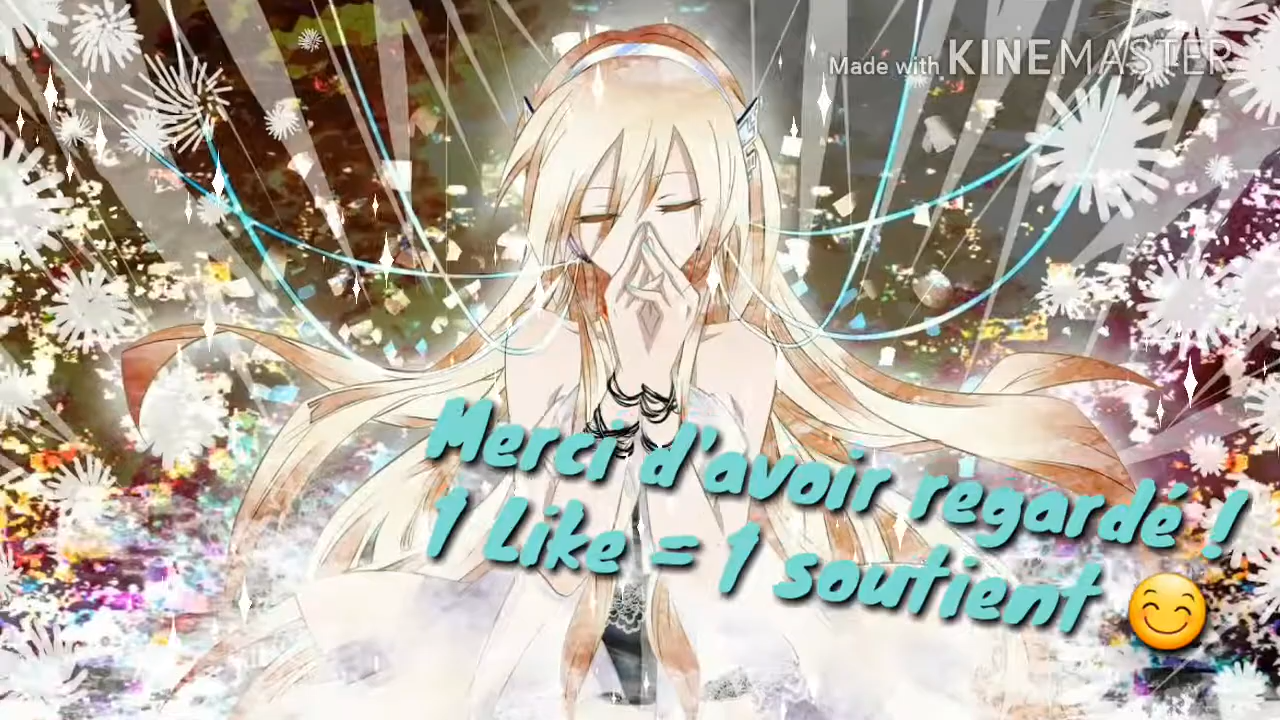 Made with KINEMASTER
Merci d'avoir regardé !
1 Like = 1 soutient 😊